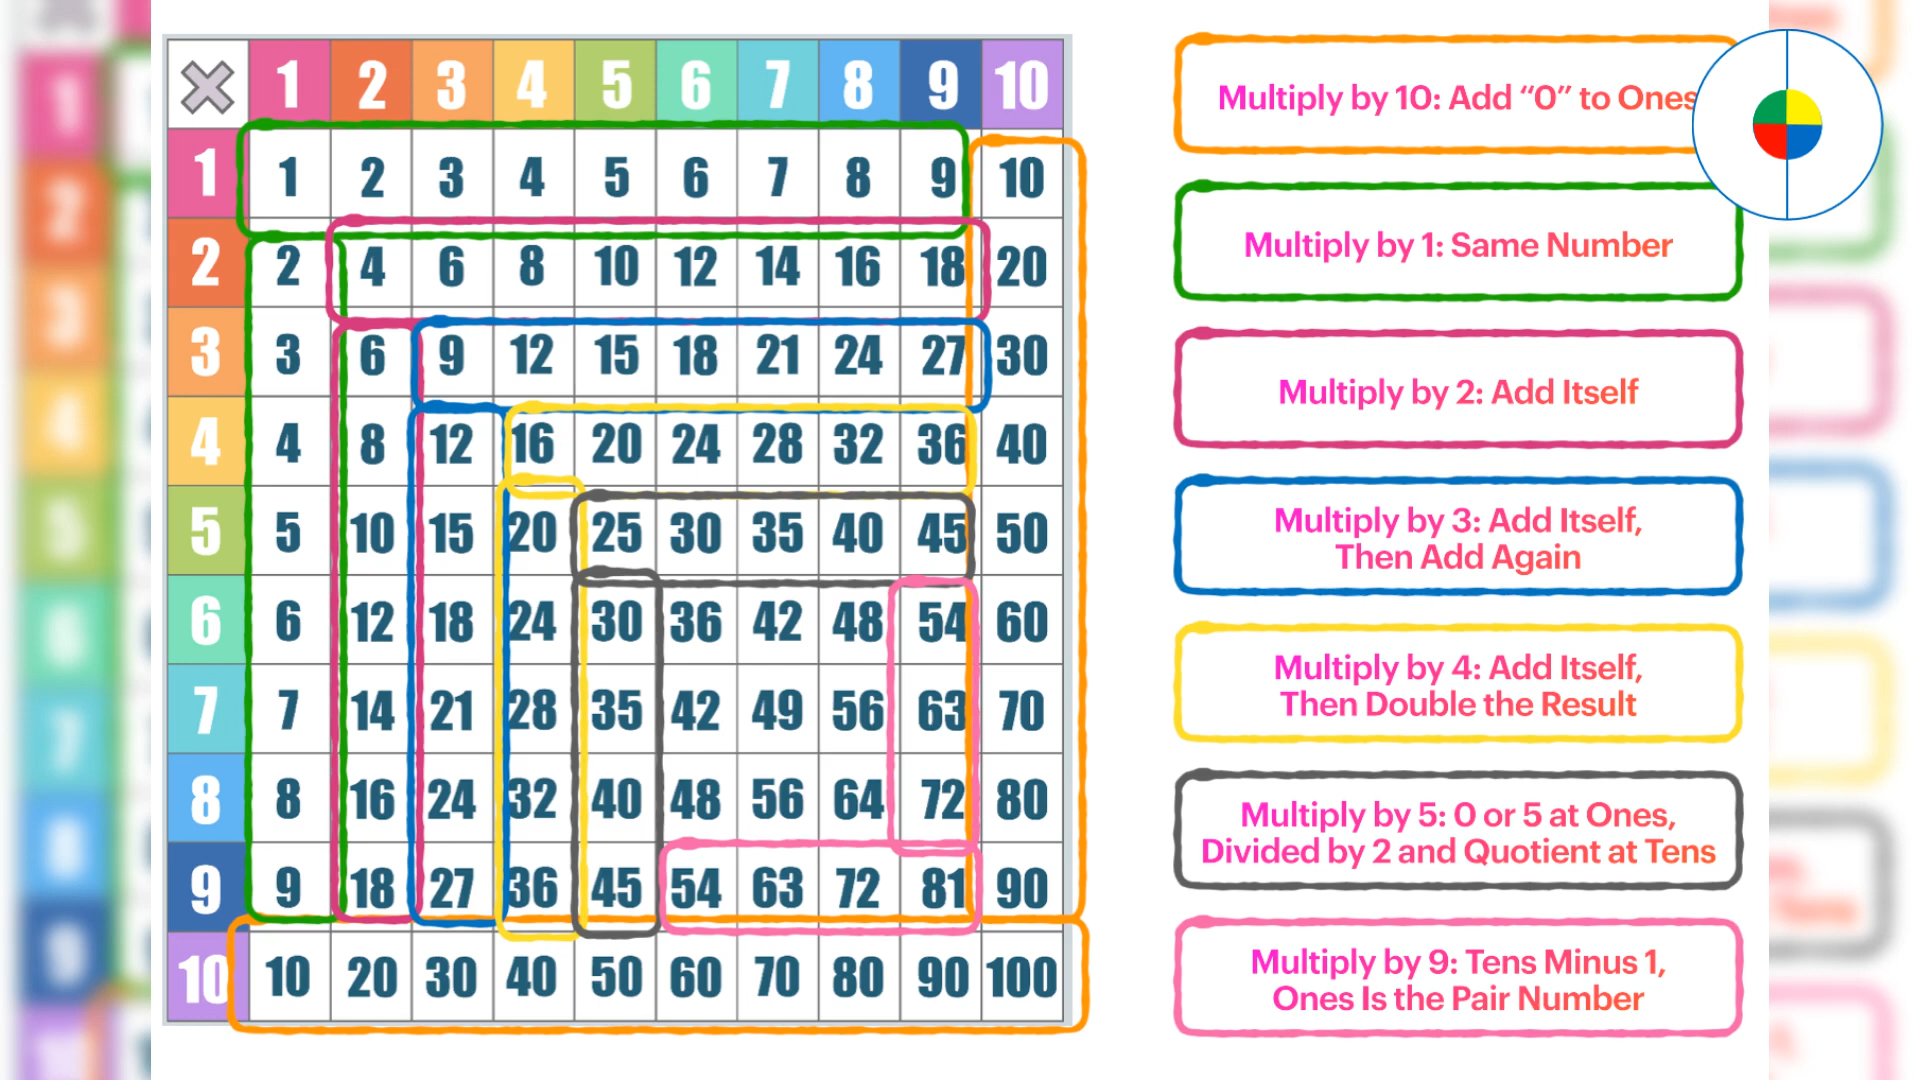 1 2 3 4 5 6 7 8 9 10
1 1 2 3 4 5 6 7 8 9 10
2 2 4 6 8 10 12 14 16 18 20
3 3 6 9 12 15 18 21 24 27 30
4 4 8 12 16 20 24 28 32 36 40
5 5 10 15 20 25 30 35 40 45 50
6 6 12 18 24 30 36 42 48 54 60
7 7 14 21 28 35 42 49 56 63 70
8 8 16 24 32 40 48 56 64 72 80
9 9 18 27 36 45 54 63 72 81 90
10 10 20 30 40 50 60 70 80 90 100
Multiply by 10: Add “0” to Ones
Multiply by 1: Same Number
Multiply by 2: Add Itself
Multiply by 3: Add Itself,
Then Add Again
Multiply by 4: Add Itself,
Then Double the Result
Multiply by 5: 0 or 5 at Ones,
Divided by 2 and Quotient at Tens
Multiply by 9: Tens Minus 1,
Ones Is the Pair Number